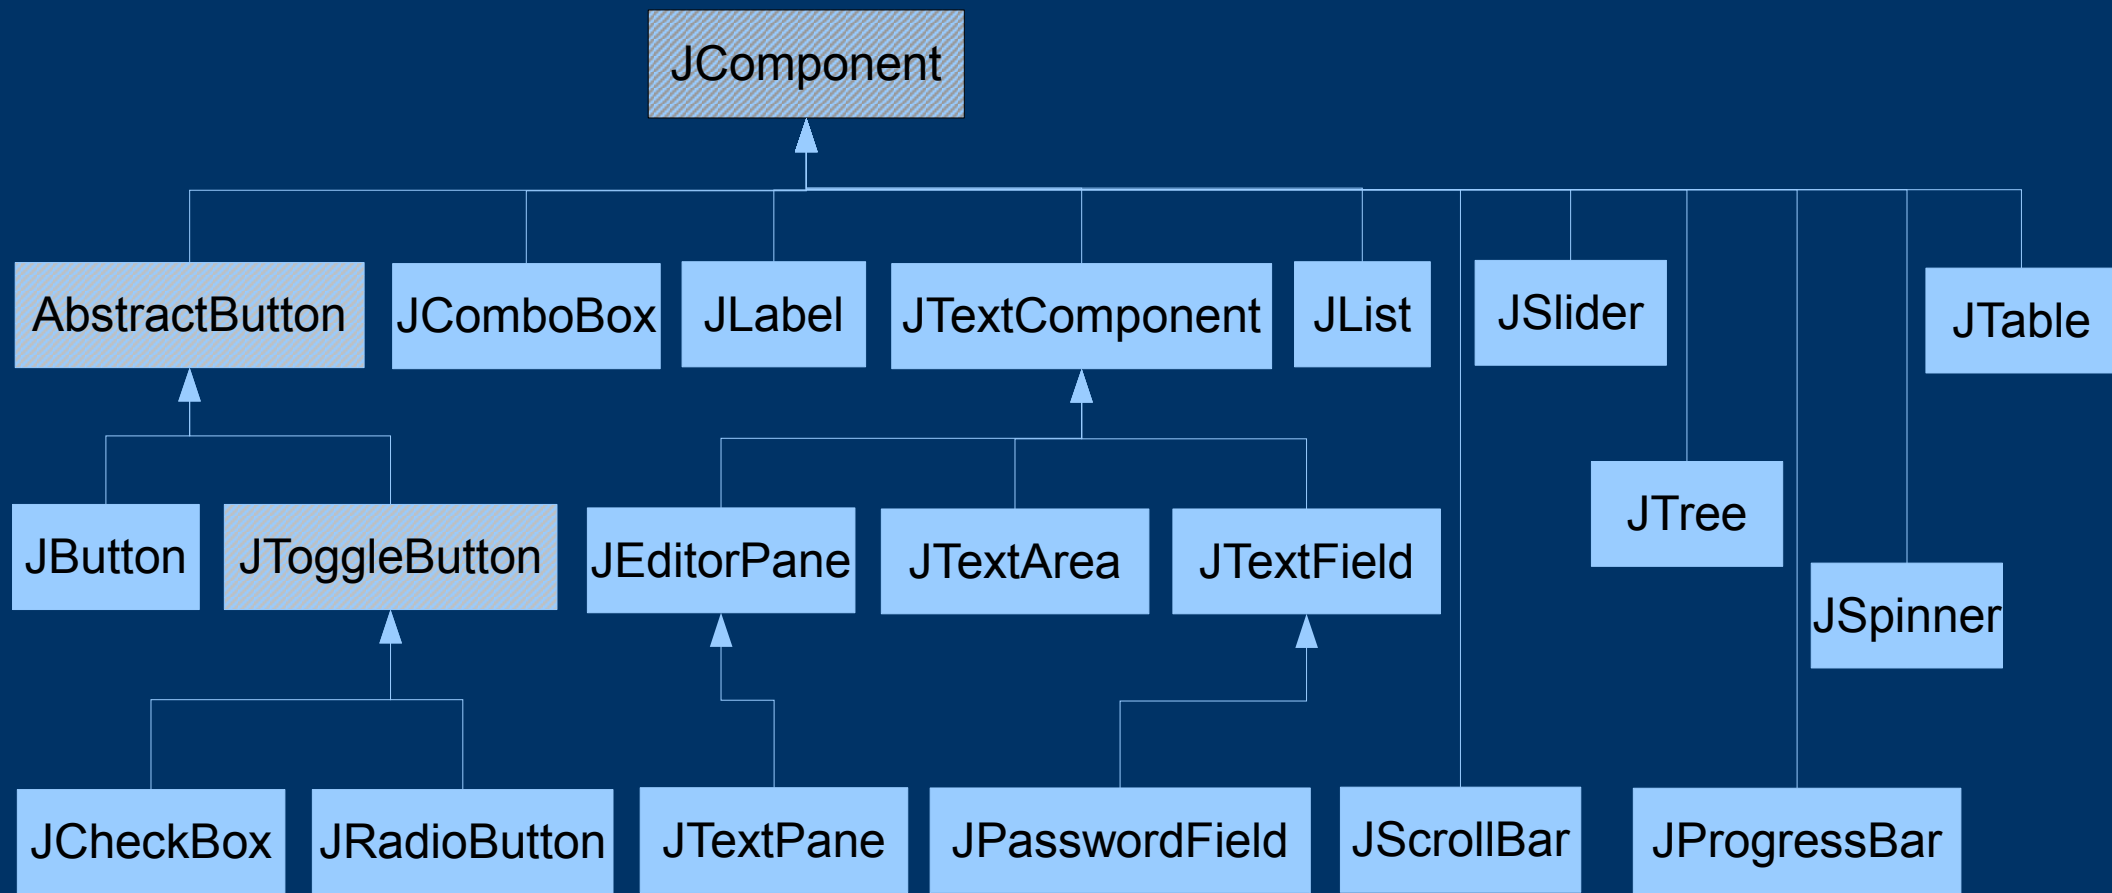 JComponent
AbstractButton
JComboBox
JLabel
JTextComponent
JList
JSlider
JTable
JButton
JToggleButton
JEditorPane
JTextArea
JTextField
JTree
JSpinner
JCheckBox
JRadioButton
JTextPane
JPasswordField
JScrollBar
JProgressBar